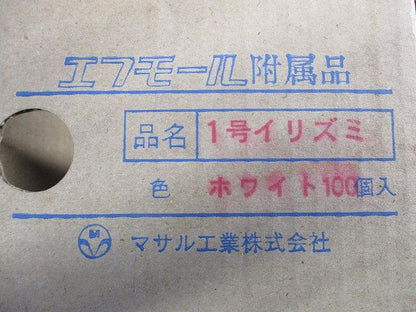 エフモール附属品
品名 1号イリズミ
色 ホワイト100個入
M マサル工業株式会社